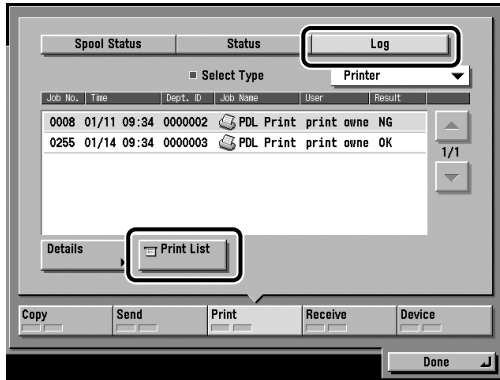 Spool Status Status Log
Select Type Printer
Job No. Time Dept. ID Job Name User Result
0008 01/11 09:34 0000002 PDL Print print owne NG
0255 01/14 09:34 0000003 PDL Print print owne OK
1/1
Details Print List
Copy Send Print Receive Device
Done